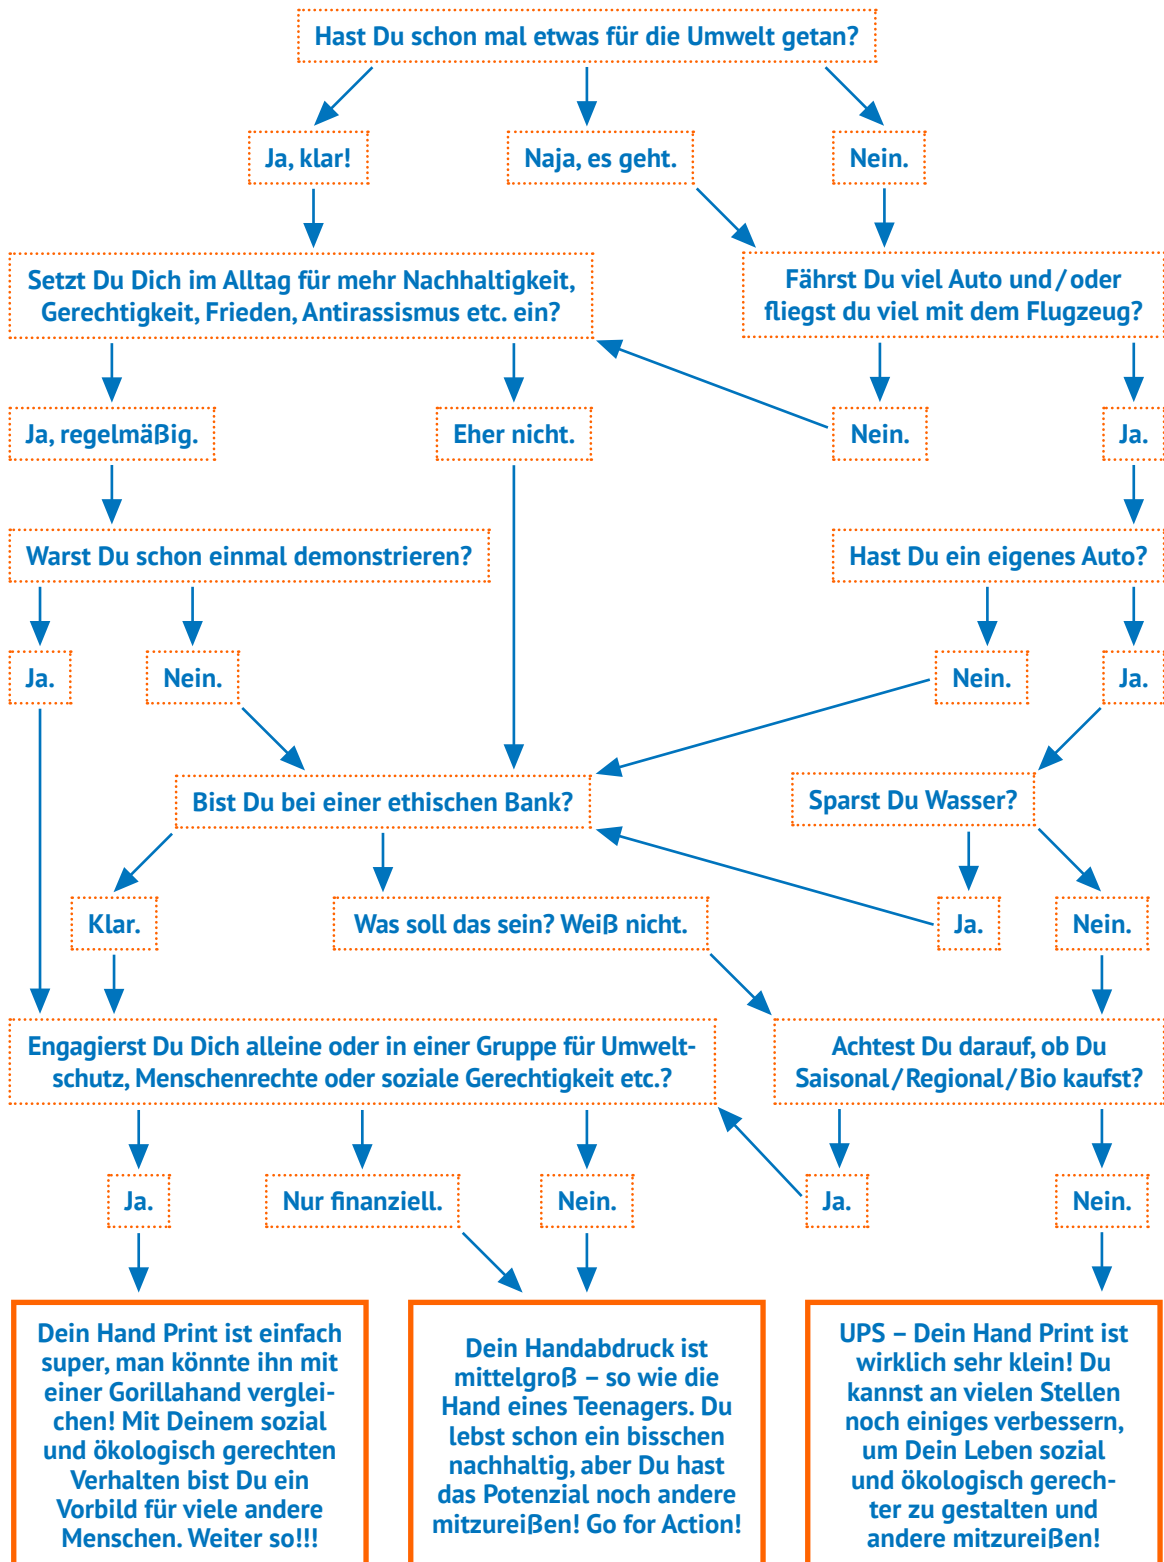 Hast Du schon mal etwas für die Umwelt getan?
Ja, klar!
Naja, es geht.
Nein.
Setzt Du Dich im Alltag für mehr Nachhaltigkeit,
Gerechtigkeit, Frieden, Antirassismus etc. ein?
Fährst Du viel Auto und / oder
fliegst du viel mit dem Flugzeug?
Ja, regelmäßig.
Eher nicht.
Nein.
Ja.
Warst Du schon einmal demonstrieren?
Hast Du ein eigenes Auto?
Ja.
Nein.
Nein.
Ja.
Bist Du bei einer ethischen Bank?
Sparst Du Wasser?
Klar.
Was soll das sein? Weiß nicht.
Ja.
Nein.
Engagierst Du Dich alleine oder in einer Gruppe für Umwelt-
schutz, Menschenrechte oder soziale Gerechtigkeit etc.?
Achtest Du darauf, ob Du
Saisonal / Regional / Bio kaufst?
Ja.
Nur finanziell.
Nein.
Ja.
Nein.
Dein Hand Print ist einfach
super, man könnte ihn mit
einer Gorillahand verglei-
chen! Mit Deinem sozial
und ökologisch gerechten
Verhalten bist Du ein
Vorbild für viele andere
Menschen. Weiter so!!!
Dein Handabdruck ist
mittelgroß – so wie die
Hand eines Teenagers. Du
lebst schon ein bisschen
nachhaltig, aber Du hast
das Potenzial noch andere
mitzureißen! Go for Action!
UPS – Dein Hand Print ist
wirklich sehr klein! Du
kannst an vielen Stellen
noch einiges verbessern,
um Dein Leben sozial
und ökologisch gerech-
ter zu gestalten und
andere mitzureißen!